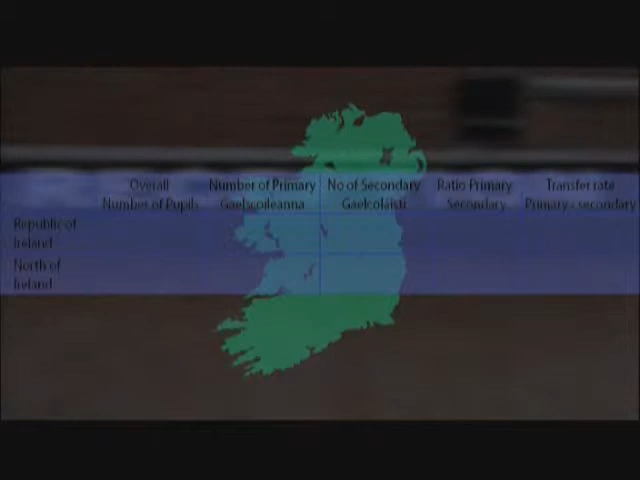 Overall Number of Primary No of Secondary Ratio Primary Transfer rate
Number of Pupils Gaelscoileanna Gaelcoláistí Secondary Primary - secondary
Republic of
Ireland
North of
Ireland